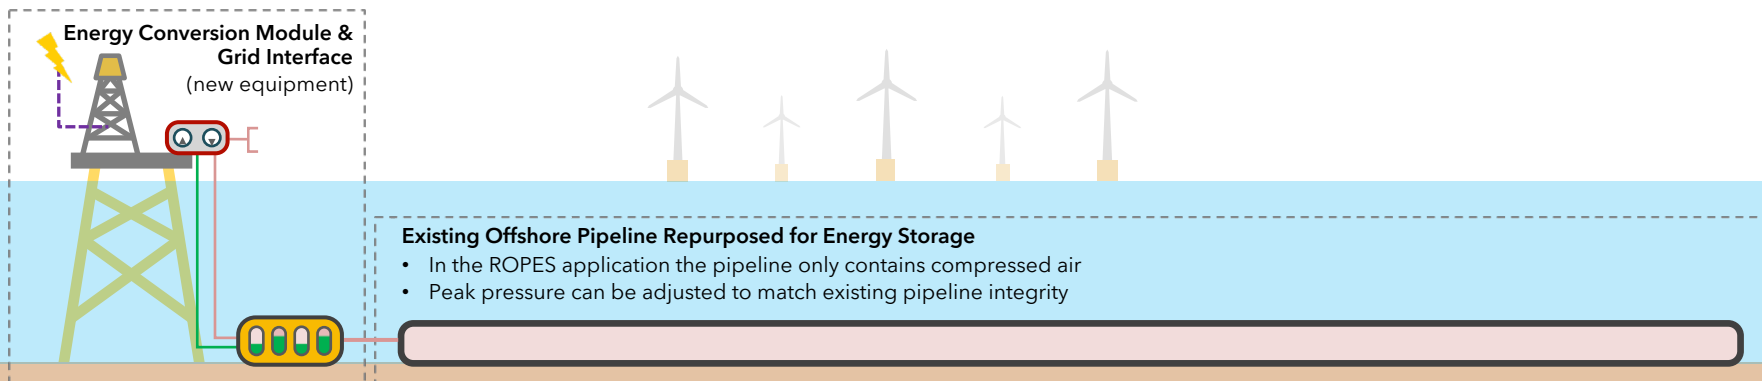 Energy Conversion Module &
Grid Interface
(new equipment)
Existing Offshore Pipeline Repurposed for Energy Storage
• In the ROPES application the pipeline only contains compressed air
• Peak pressure can be adjusted to match existing pipeline integrity